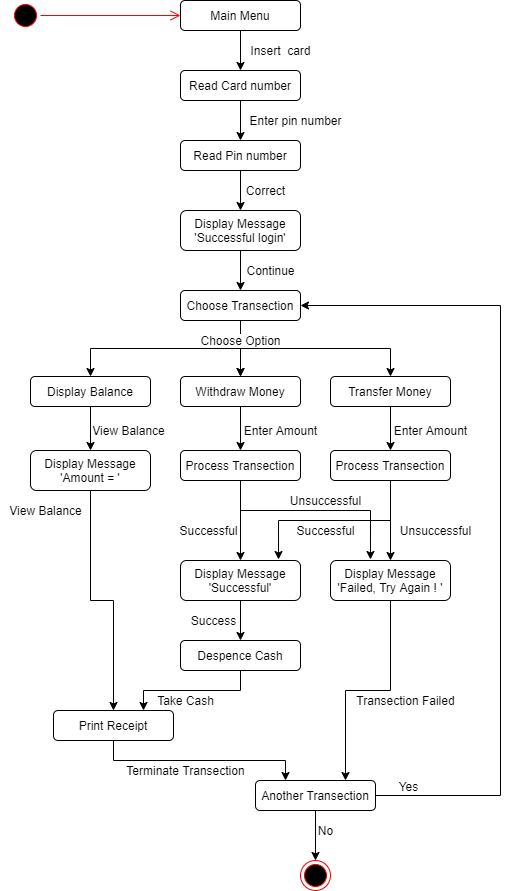 Main Menu
Insert card
Read Card number
Enter pin number
Read Pin number
Correct
Display Message
'Successful login'
Continue
Choose Transection
Choose Option
Display Balance
Withdraw Money
Transfer Money
View Balance
Enter Amount
Enter Amount
Display Message
'Amount = '
Process Transection
Process Transection
View Balance
Unsuccessful
Successful
Successful
Unsuccessful
Display Message
'Successful'
Display Message
'Failed, Try Again ! '
Success
Despence Cash
Take Cash
Transection Failed
Print Receipt
Terminate Transection
Another Transection
Yes
No